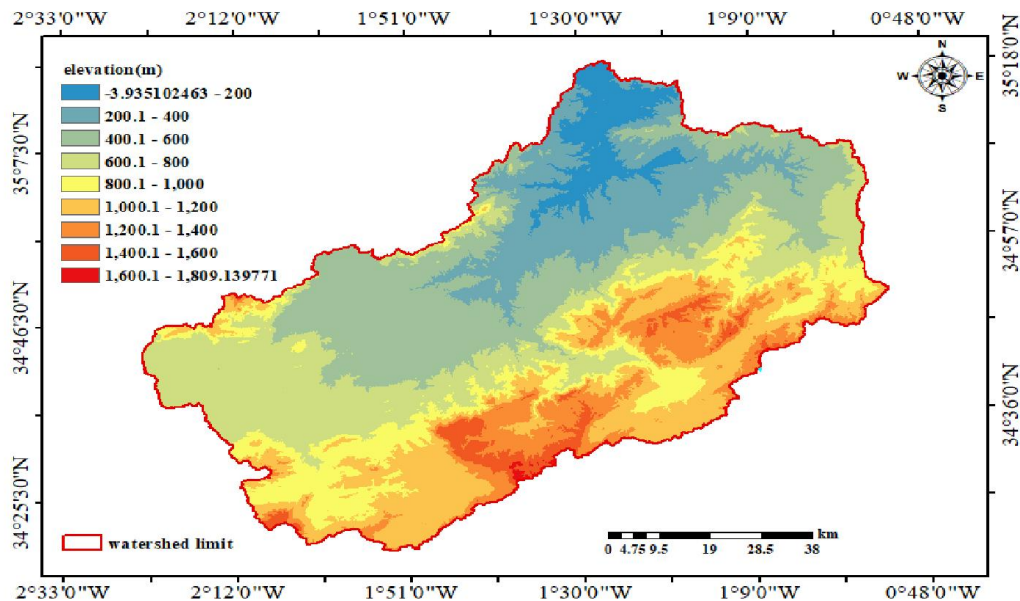 2°33'0"W 2°12'0"W 1°51'0"W 1°30'0"W 1°9'0"W 0°48'0"W
N
W E
S
elevation(m)
-3.935102463 - 200
200.1 - 400
400.1 - 600
600.1 - 800
800.1 - 1,000
1,000.1 - 1,200
1,200.1 - 1,400
1,400.1 - 1,600
1,600.1 - 1,809.139771
35°7'30"N
34°46'30"N
34°25'30"N
35°18'0"N
34°57'0"N
34°36'0"N
watershed limit
km
0 4.75 9.5 19 28.5 38
2°33'0"W 2°12'0"W 1°51'0"W 1°30'0"W 1°9'0"W 0°48'0"W